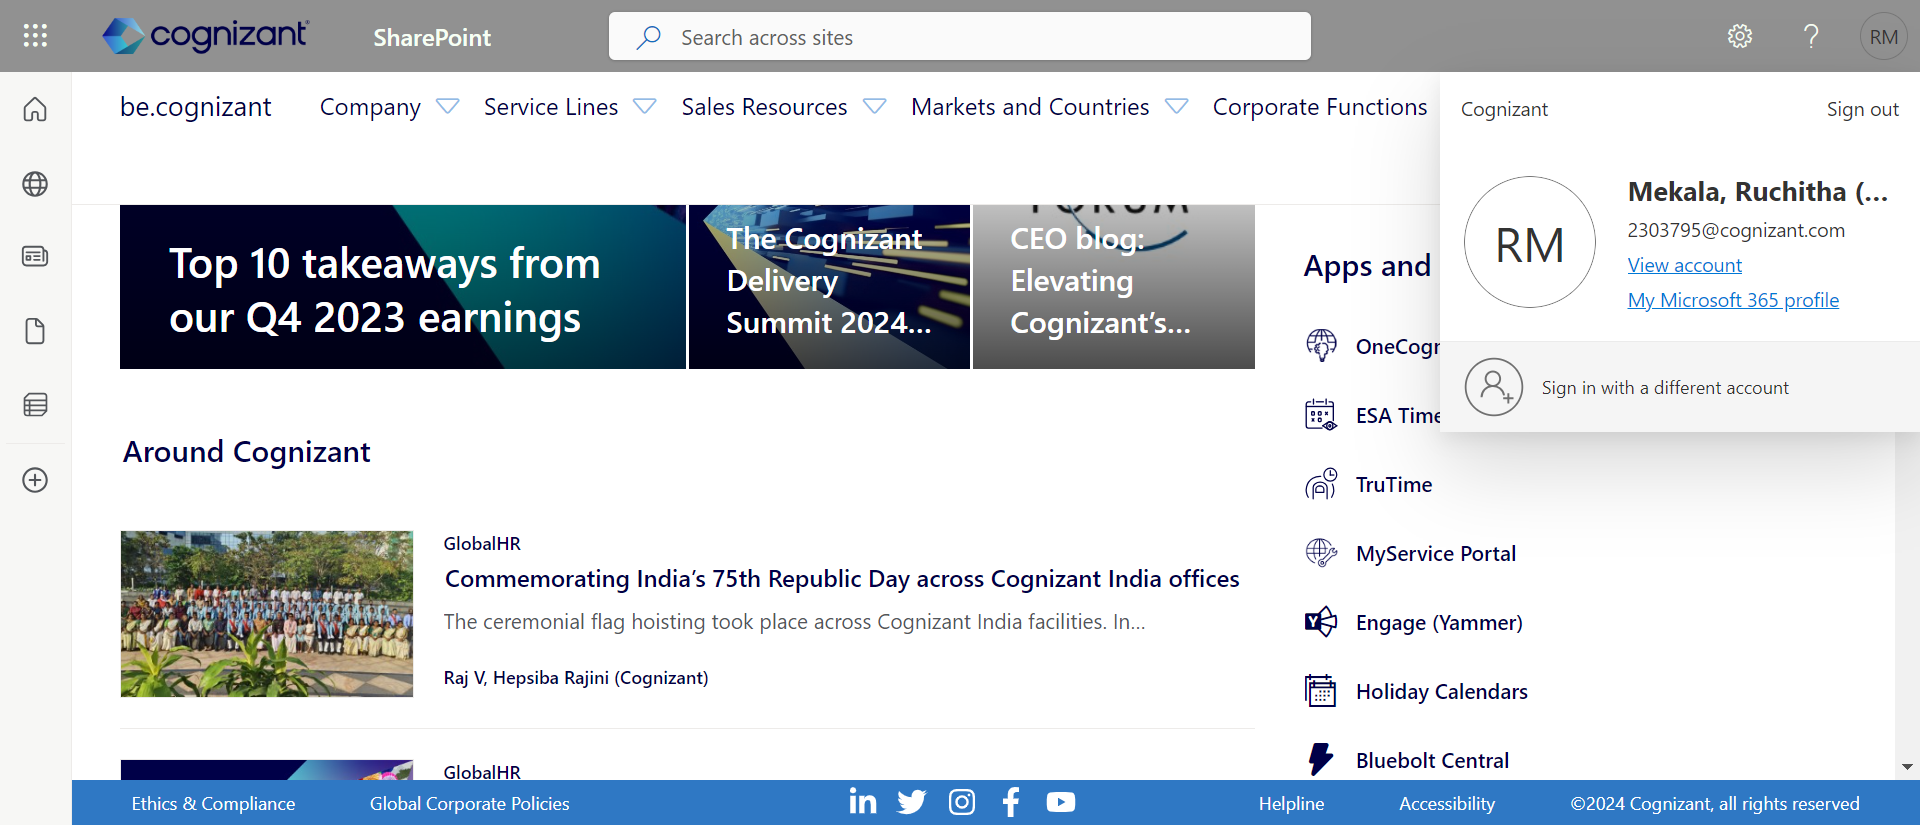 cognizant
SharePoint
Search across sites
RM
be.cognizant
Company
Service Lines
Sales Resources
Markets and Countries
Corporate Functions
Cognizant
Sign out
RM
Mekala, Ruchitha (...
2303795@cognizant.com
View account
My Microsoft 365 profile
Sign in with a different account
Top 10 takeaways from
our Q4 2023 earnings
The Cognizant
Delivery
Summit 2024...
FORUM
CEO blog:
Elevating
Cognizant’s...
Apps and
OneCogn
ESA Time
TruTime
MyService Portal
Engage (Yammer)
Holiday Calendars
Bluebolt Central
Around Cognizant
GlobalHR
Commemorating India’s 75th Republic Day across Cognizant India offices
The ceremonial flag hoisting took place across Cognizant India facilities. In...
Raj V, Hepsiba Rajini (Cognizant)
GlobalHR
Ethics & Compliance
Global Corporate Policies
Helpline
Accessibility
©2024 Cognizant, all rights reserved